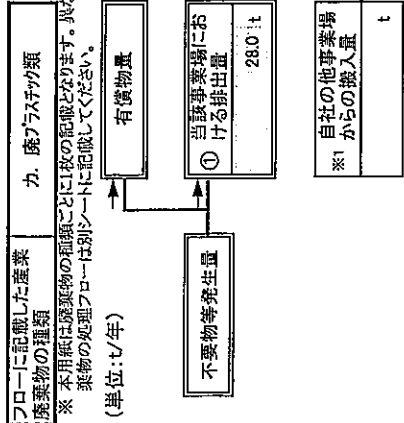 フローに記載した産業
廃棄物の種類
カ. 廃プラスチック類
※ 本用紙は廃棄物の種類ごとに1枚の記載となります。異な
棄物の処理フローは別シートに記載してください。
(単位:t/年)
有償物量
不要物等発生量
① 当該事業場にお
ける排出量
28.0 t
※1 自社の他事業場
からの搬入量
t